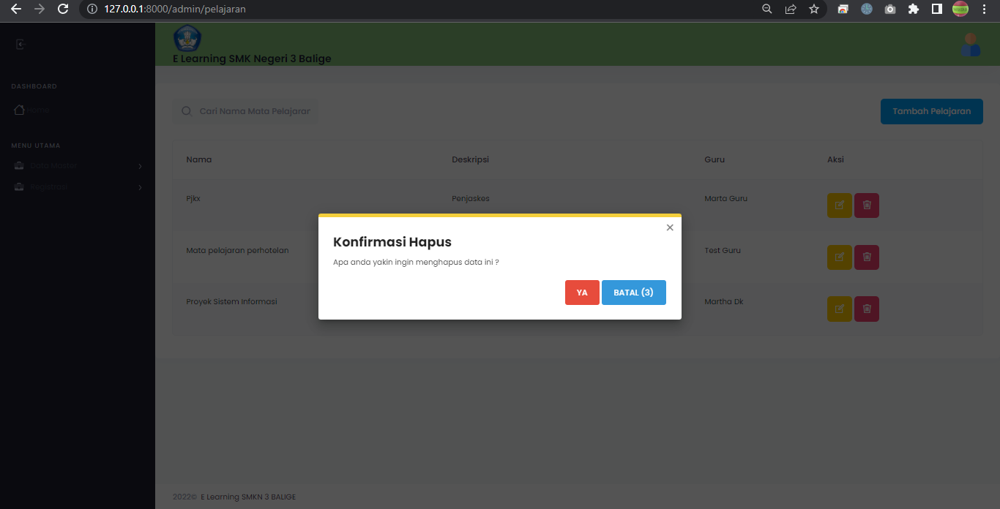 127.0.0.1:8000/admin/pelajaran
E Learning SMK Negeri 3 Balige
DASHBOARD
Home
MENU UTAMA
Data Master
Registrasi
Cari Nama Mata Pelajaran
Tambah Pelajaran
Nama Deskripsi Guru Aksi
Pjkx Penjaskes Marta Guru
Mata pelajaran perhotelan Test Guru
Proyek Sistem Informasi Martha Dk
Konfirmasi Hapus
Apa anda yakin ingin menghapus data ini ?
YA BATAL (3)
2022© E Learning SMKN 3 BALIGE